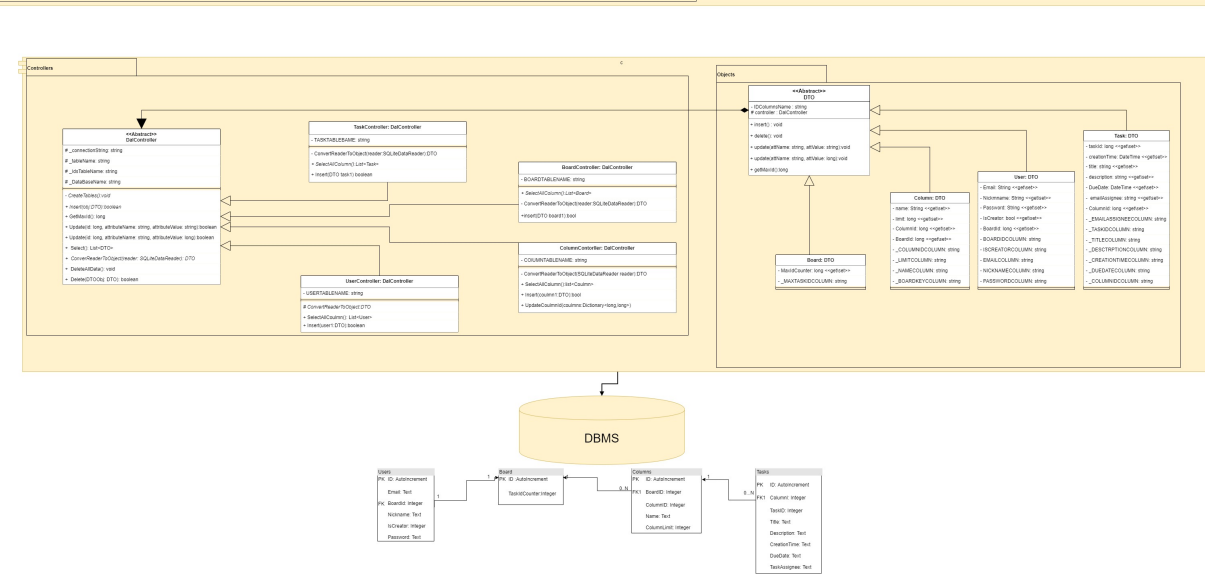 c
Controllers
<<Abstract>>
DalController
# _connectionString: string
# _tableName: string
# _IdsTableName: string
# _DataBaseName: string
- CreateTables():void
+ Insert(obj:DTO):boolean
+ GetMaxId(): long
+ Update(id: long, attributeName: string, attributeValue: string):boolean
+ Update(id: long, attributeName: string, attributeValue: long):boolean
+ Select(): List<DTO>
+ ConvertReaderToObject(reader: SQLiteDataReader): DTO
+ DeleteAllData(): void
+ Delete(DTOObj: DTO): boolean
TaskController: DalController
- TASKTABLEBAME: string
- ConvertReaderToObject(reader:SQLiteDataReader):DTO
+ SelectAllColumn():List<Task>
+ Insert(DTO task1):boolean
BoardController: DalController
- BOARDTABLENAME: string
+ SelectAllColumn():List<Board>
- ConvertReaderToObject(reader:SQLiteDataReader):DTO
+Insert(DTO board1):bool
ColumnContorller: DalController
- COlUMNTABLENAME: string
- ConvertReaderToObject(SQLiteDataReader reader):DTO
+ SelectAllColumn():list<Coulmn>
+ Insert(coulmn1:DTO):bool
+ UpdateCoulmnId(coulmns:Dictionary<long,long>)
UserController: DalController
- USERTABLENAME: string
# ConvertReaderToObject:DTO
+ SelectAllCoulmn(): List<User>
+ Insert(user1:DTO):boolean
Objects
<<Abetract>>
DTO
- IDColumnsName : string
# controller : DalController
+ insert() : void
+ delete(): void
+ update(attName: string, attValue: string):void
+ update(attName: string, attValue: long):void
+ getMaxId():long
Board: DTO
- MaxIdCounter: long <<get\set>>
- _MAXTASKIDCOLUMN: string
Column: DTO
- name: String <<get\set>>
- limit: long <<get\set>>
- ColumnId: long <<get\set>>
- BoardId: long <<get\set>>
- _COLUMNIDCOLUMN: string
- _LIMITCOLUMN: string
- _NAMECOLUMN: string
- _BOARDKEYCOLUMN: string
User: DTO
- Email: String <<get\set>>
- Nickmname: String <<get\set>>
- Password: String <<get\set>>
- IsCreator: bool <<get\set>>
- BoardId: long <<get\set>>
- BOARDIDCOLUMN: string
- ISCREATORCOLUMN: string
- EMAILCOLUMN: string
- NICKNAMECOLUMN: string
- PASSWORDCOLUMN: string
Task: DTO
- taskId: long <<get\set>>
- creationTime: DateTime <<get\set>>
- title: string <<get\set>>
- description: string <<get\set>>
- DueDate: DateTime <<get\set>>
- emailAssignee: string <<get\set>>
- ColumnId: long <<get\set>>
- _EMAILASSIGNEECOLUMN: string
- _TASKIDCOLUMN: string
- _TITLECOLUMN: string
- _DESCTRPTIONCOLUMN: string
- _CREATIONTIMECOLUMN: string
- _DUEDATECOLUMN: string
- _COLUMNIDCOLUMN: string
DBMS
Users
PK ID: AutoIncrement
Email: Text
FK BoardId: Integer
Nickname: Text
IsCreator: Integer
Password: Text
1
1
Board
PK ID: AutoIncrement
TaskIdCounter:Integer
1
0..N
Columns
PK ID: AutoIncrement
FK1 BoardID: Integer
ColumnID: Integer
Name: Text
ColumnLimit: Integer
1
0..N
Tasks
PK ID: AutoIncrement
FK1 Column: Integer
TaskID: Integer
Title: Text
Description: Text
CreationTime: Text
DueDate: Text
TaskAssignee: Text